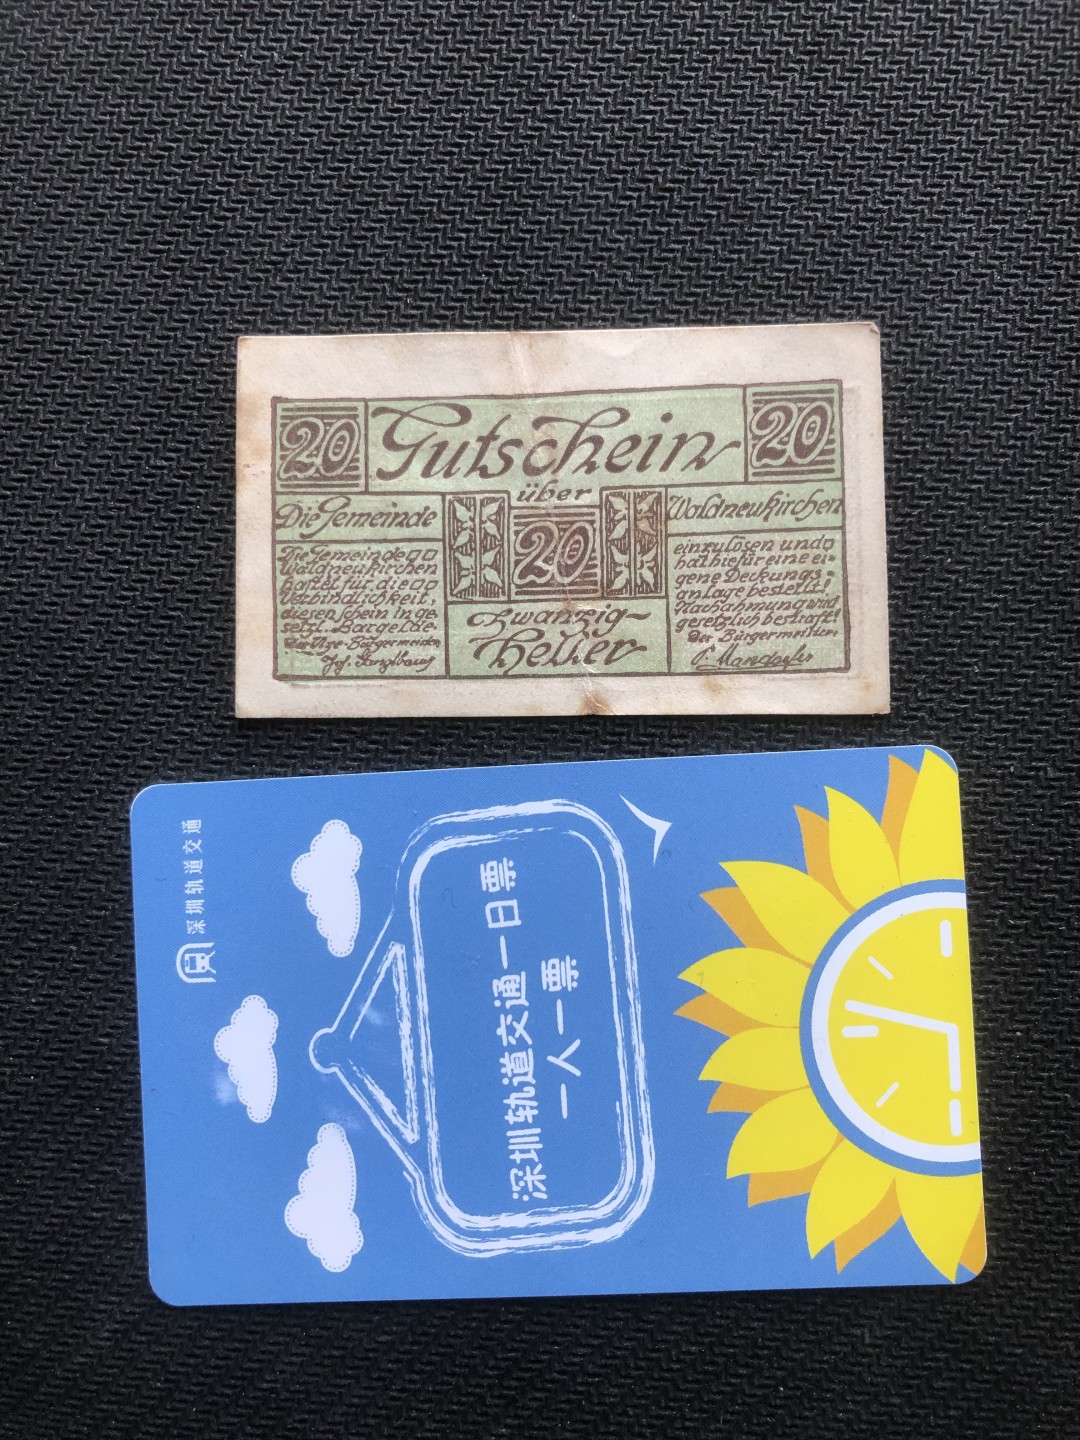 20
Gutschein
20
über
Die Gemeinde
Waldneukirchen
20
Die Gemeinde
Waldneukirchen
haftet für die
Verbindlichkeit,
diesen Schein in ge-
setzl. Bargelde
einzulösen und
hat hiefür eine ei-
gene Deckungs-
anlage bestellt!
Nachahmung wird
gesetzlich bestraft!
Der Bürgermeister:
Zwanzig-
Heller
深圳轨道交通
深圳轨道交通一日票
一人一票